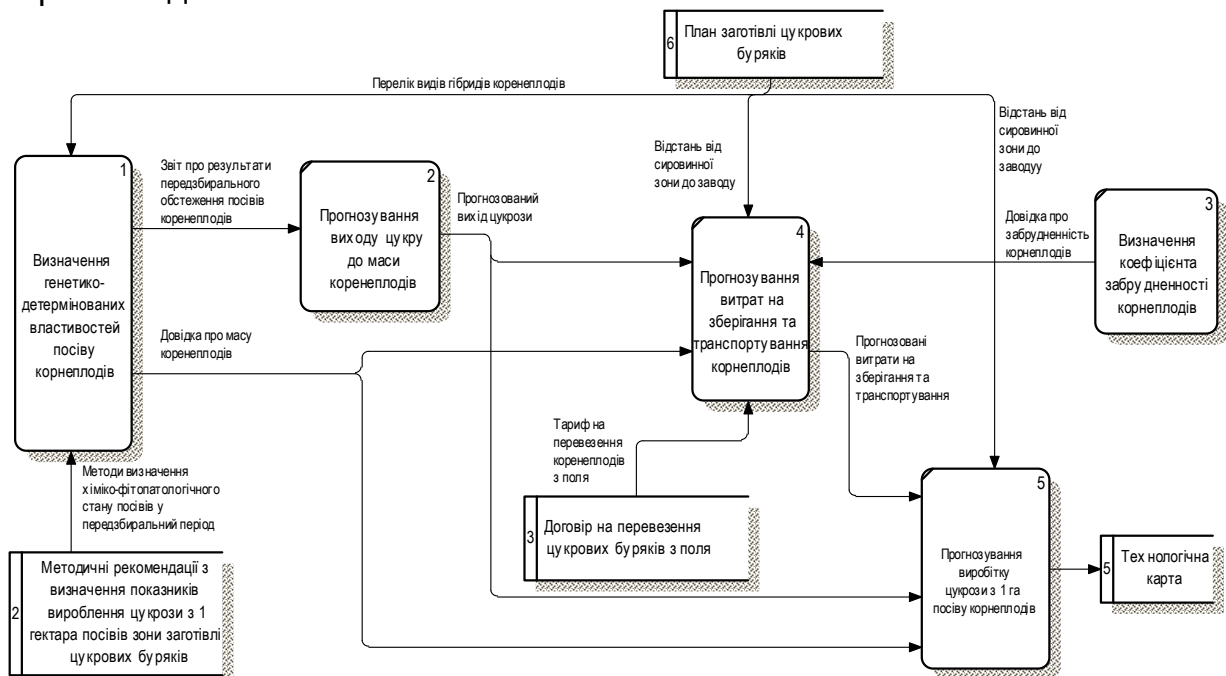 6
План заготівлі цукрових
буряків
Перелік видів гібридів коренеплодів
Відстань від
сировинної
зони до
заводуу
Відстань від
сировинної
зони до заводу
1
Визначення
генетико-
детермінованих
властивостей
посіву
корнеплодів
Звіт про результати
передзбирального
обстеження посівів
коренеплодів
2
Прогнозування
виходу цукру
до маси
коренеплодів
Прогнозований
вихід цукрози
4
Прогнозування
витрат на
зберігання та
транспортування
корнеплодів
Довідка про
забрудненність
корнеплодів
3
Визначення
коефіцієнта
забрудненності
корнеплодів
Довідка про масу
коренеплодів
Прогнозовані
витрати на
зберігання та
транспортування
Тариф на
перевезення
коренеплодів
з поля
Методи визначення
хіміко-фітопатологічного
стану посівів у
передзбиральний період
3
Договір на перевезення
цукрових буряків з поля
5
Прогнозування
виробітку
цукрози з 1 га
посіву корнеплодів
5
Технологічна
карта
2
Методичні рекомендації з
визначення показників
вироблення цукрози з 1
гектара посівів зони заготівлі
цукрових буряків